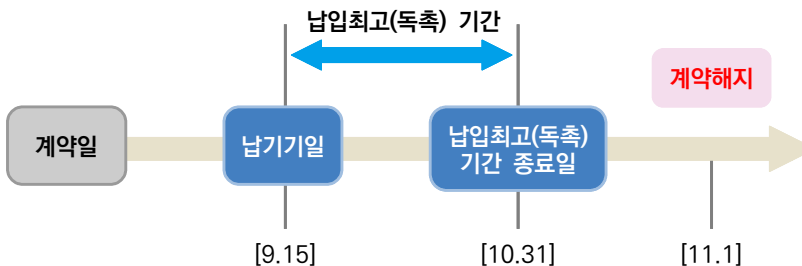 납입최고(독촉) 기간
계약해지
계약일
납기기일
납입최고(독촉)
기간 종료일
[9.15]
[10.31]
[11.1]